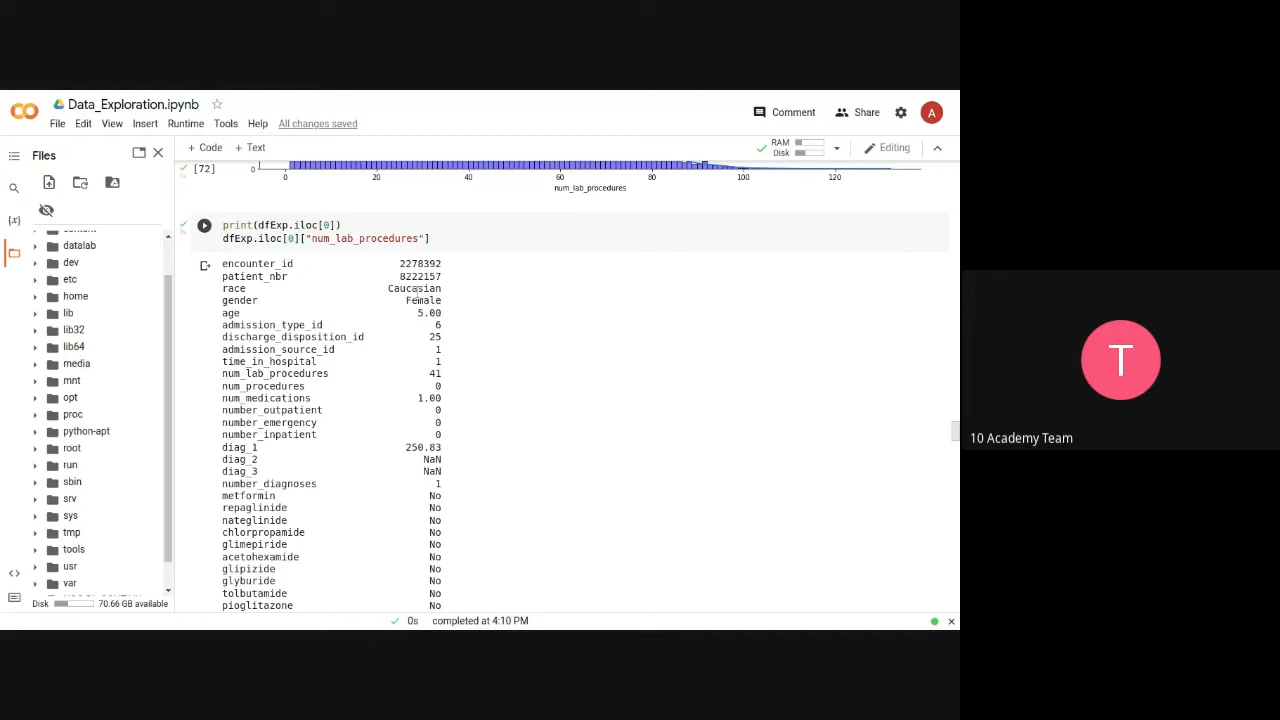 Data_Exploration.ipynb
Comment
Share
A
File Edit View Insert Runtime Tools Help All changes saved
Files
+ Code + Text
RAM
Disk
Editing
datalab
dev
etc
home
lib
lib32
lib64
media
mnt
opt
proc
python-apt
root
run
sbin
srv
sys
tmp
tools
usr
var
Disk 70.66 GB available
[72]
0
0 20 40 60 80 100 120
num_lab_procedures
print(dfExp.iloc[0])
dfExp.iloc[0]["num_lab_procedures"]
encounter_id 2278392
patient_nbr 8222157
race Caucasian
gender Female
age 5.00
admission_type_id 6
discharge_disposition_id 25
admission_source_id 1
time_in_hospital 1
num_lab_procedures 41
num_procedures 0
num_medications 1.00
number_outpatient 0
number_emergency 0
number_inpatient 0
diag_1 250.83
diag_2 NaN
diag_3 NaN
number_diagnoses 1
metformin No
repaglinide No
nateglinide No
chlorpropamide No
glimepiride No
acetohexamide No
glipizide No
glyburide No
tolbutamide No
pioglitazone No
0s completed at 4:10 PM
T
10 Academy Team